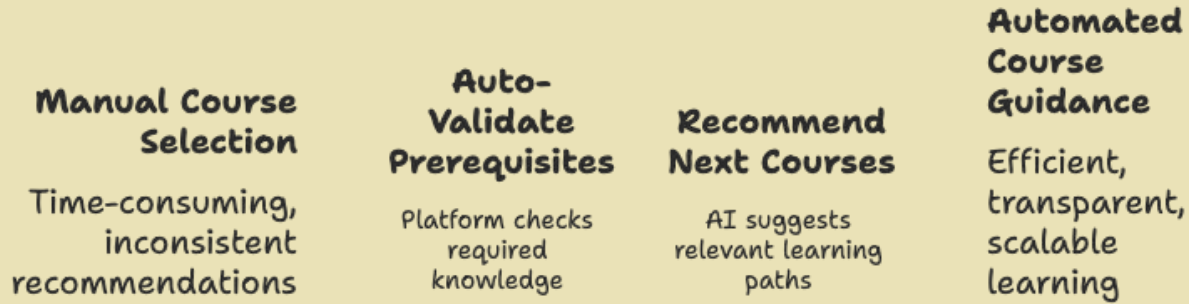 Manual Course
Selection
Time-consuming,
inconsistent
recommendations
Auto-
Validate
Prerequisites
Platform checks
required
knowledge
Recommend
Next Courses
AI suggests
relevant learning
paths
Automated
Course
Guidance
Efficient,
transparent,
scalable
learning